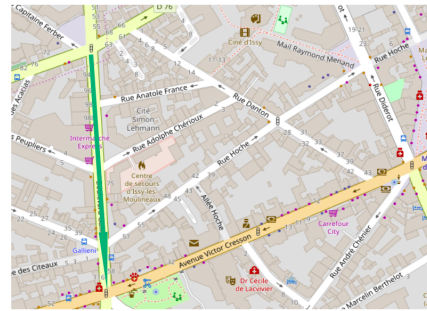 Capitaine Ferber
D 76
Ciné d'Issy
Mail Raymond Menand
Rue Hoche
Rue Anatole France
Rue Danton
Rue Diderot
Cité
Simon
Lehmann
Rue Adolphe Chérioux
Intermarché
Express
Peupliers
Rue Hoche
Centre
de secours
d'Issy-les
Moulineaux
Allée Hoche
Carrefour
City
Gallieni
Avenue Victor Cresson
Rue André Chénier
e des Citeaux
Dr Cécile
de Lacvivier
Marcelin Berthelot